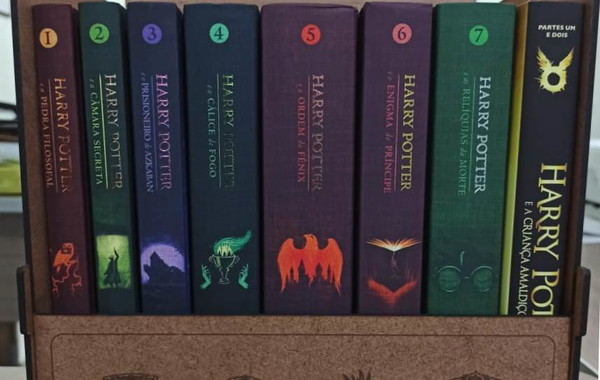 1
HARRY POTTER
e a PEDRA FILOSOFAL
2
HARRY POTTER
e a CÂMARA SECRETA
3
HARRY POTTER
e o PRISIONEIRO de AZKABAN
4
HARRY POTTER
e o CÁLICE de FOGO
5
HARRY POTTER
e a ORDEM da FÊNIX
6
HARRY POTTER
e o ENIGMA do PRÍNCIPE
7
HARRY POTTER
e as RELÍQUIAS da MORTE
PARTES UM
E DOIS
HARRY POT
E A CRIANÇA AMALDIÇO